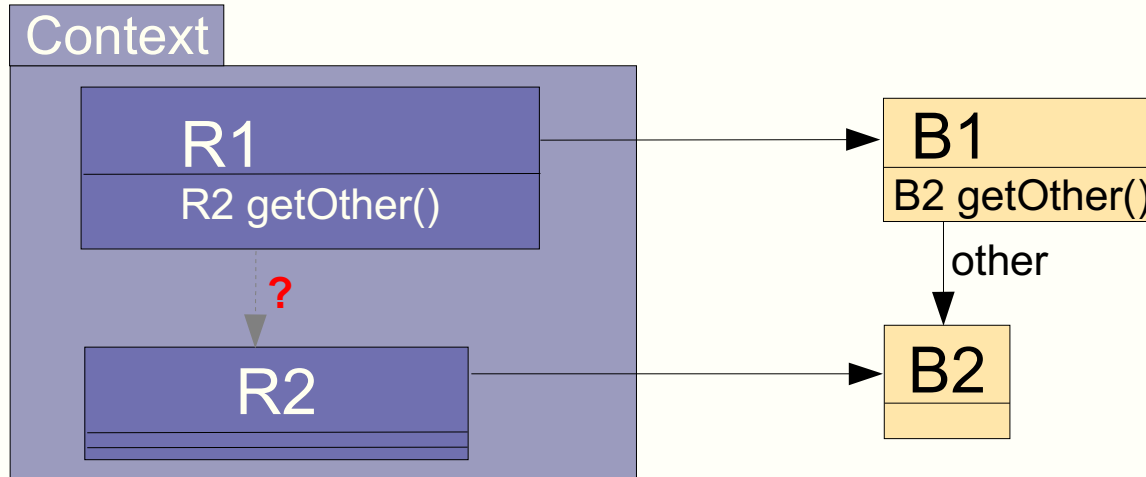 Context
R1
R2 getOther()
?
R2
B1
B2 getOther()
other
B2